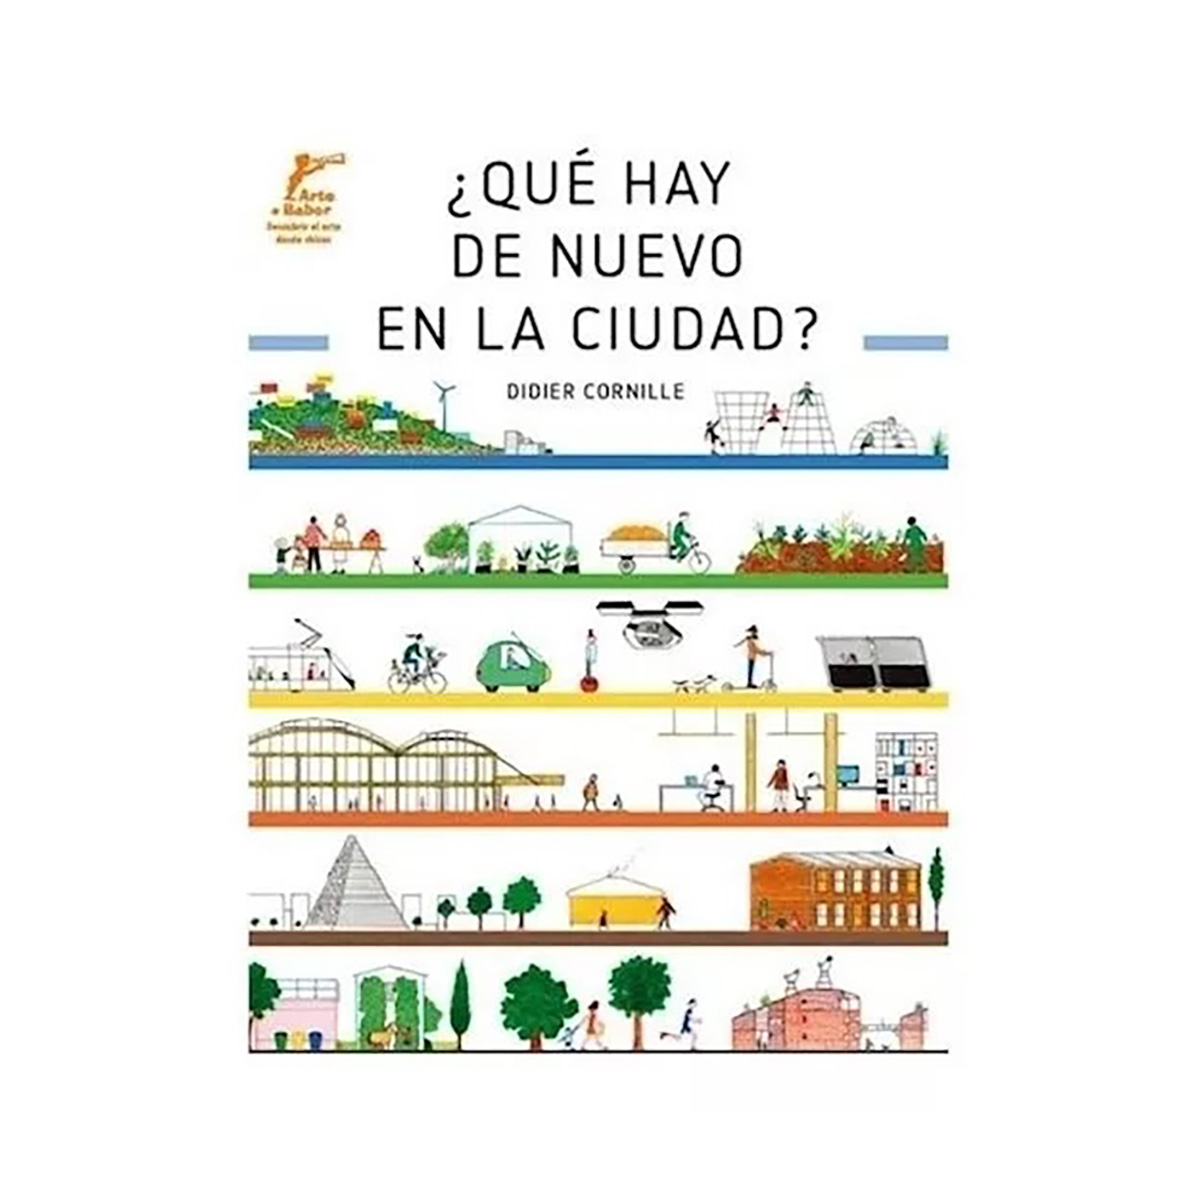 Arte
a Babor
Descubrir el arte
desde chicos
¿QUÉ HAY
DE NUEVO
EN LA CIUDAD?
DIDIER CORNILLE